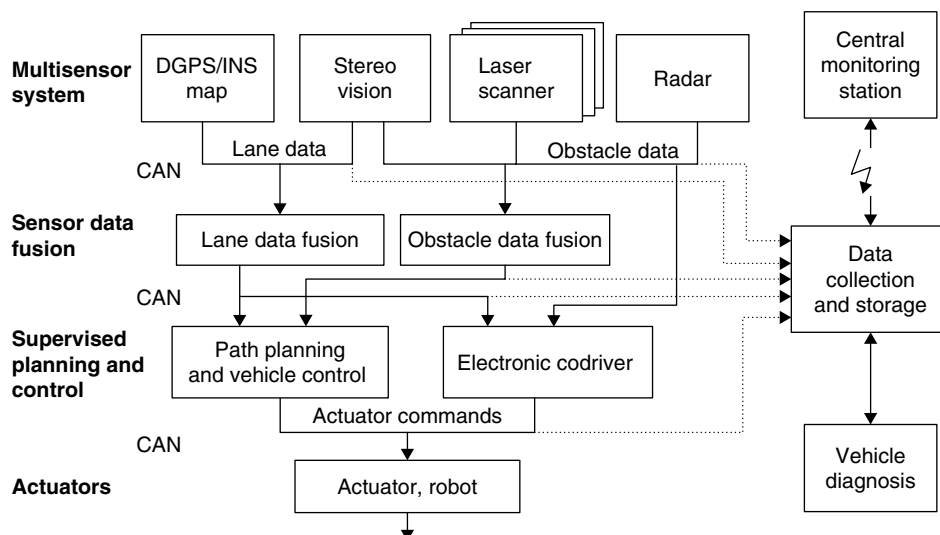 Multisensor
system
DGPS/INS
map
Stereo
vision
Laser
scanner
Radar
Central
monitoring
station
Lane data
Obstacle data
CAN
Sensor data
fusion
Lane data fusion
Obstacle data fusion
Data
collection
and storage
CAN
Supervised
planning and
control
Path planning
and vehicle control
Electronic codriver
Actuator commands
CAN
Actuators
Actuator, robot
Vehicle
diagnosis